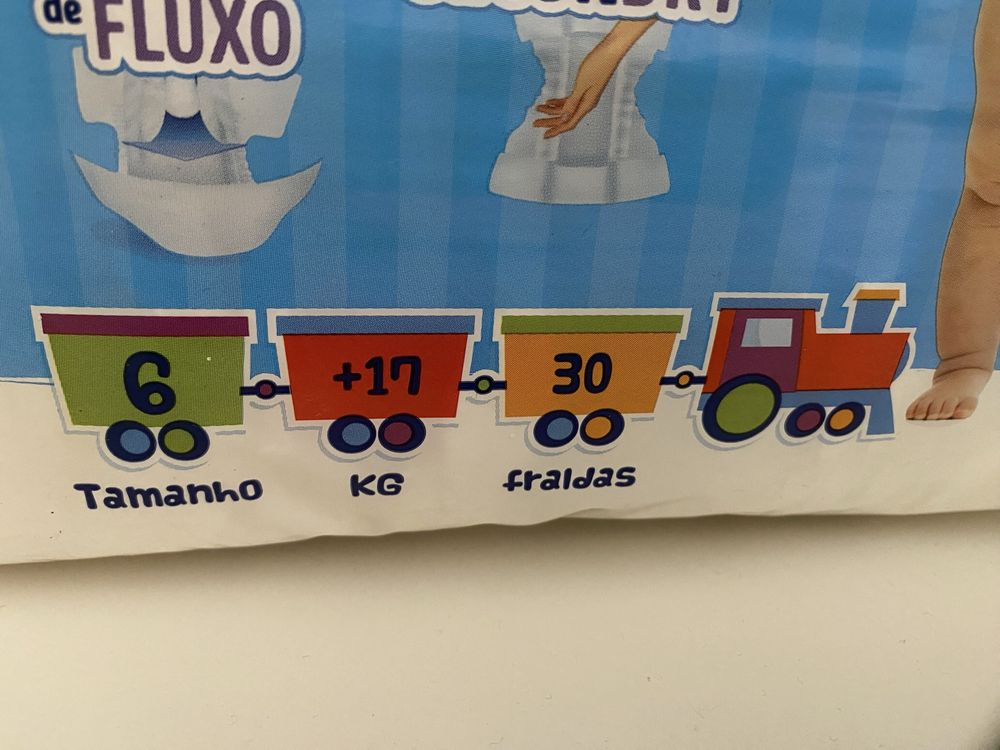 de FLUXO
6
+17
30
Tamanho
KG
fraldas